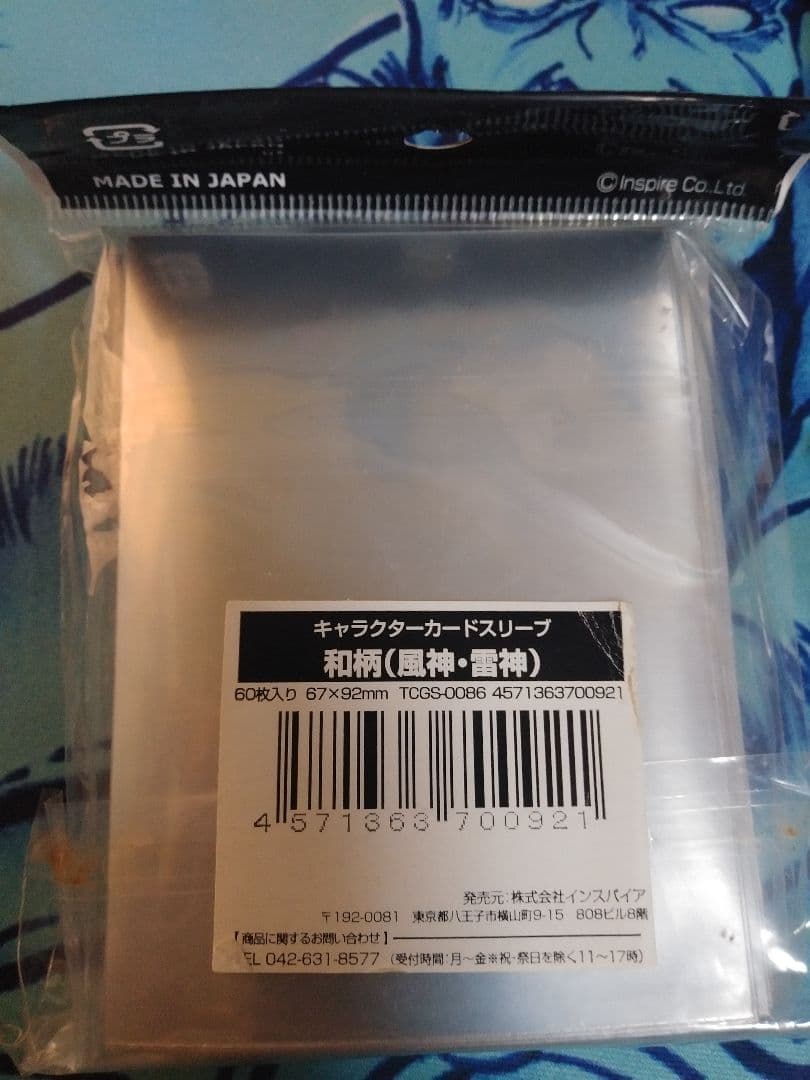 プラ
MADE IN JAPAN
©Inspire Co., Ltd.
キャラクターカードスリーブ
和柄(風神・雷神)
60枚入り 67×92mm TCGS-0086 4571363700921
4 571363 700921
発売元:株式会社インスパイア
〒192-0081 東京都八王子市横山町9-15 808ビル8階
【商品に関するお問い合わせ】
EL 042-631-8577 (受付時間:月~金※祝・祭日を除く11~17時)